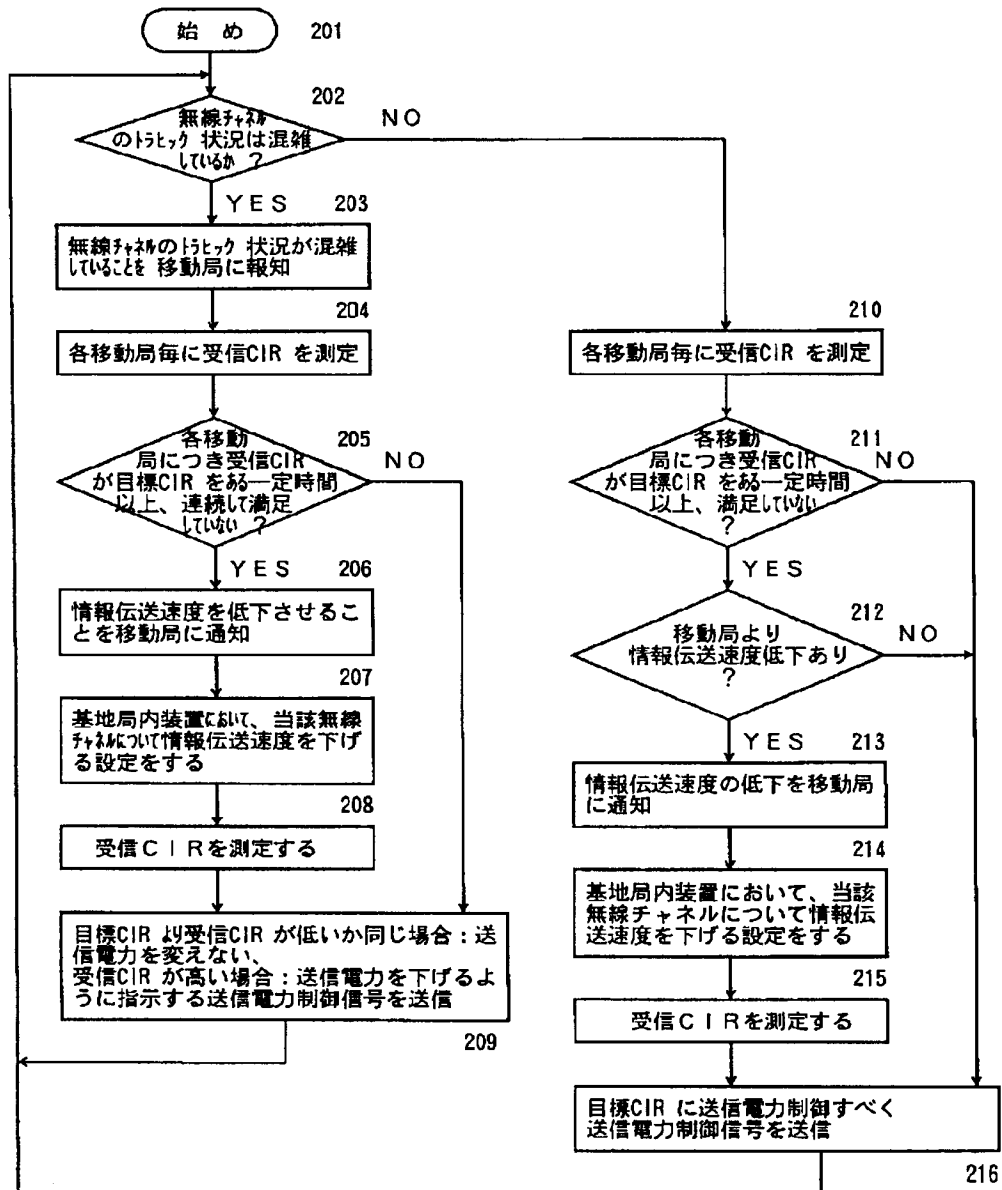 始 め 201
202
無線チャネル
のトラヒック 状況は混雑
しているか ?
NO
YES 203
無線チャネルのトラヒック 状況が混雑
していることを 移動局に報知
204
各移動局毎に受信CIR を測定
205
各移動
局につき受信CIR
が目標CIR をある一定時間
以上、連続して満足
していない ?
NO
YES 206
情報伝送速度を低下させるこ
とを移動局に通知
207
基地局内装置において、当該無線
チャネルについて情報伝送速度を下げ
る設定をする
208
受信CIRを測定する
目標CIR より受信CIR が低いか同じ場合：送
信電力を変えない、
受信CIR が高い場合：送信電力を下げるよ
うに指示する送信電力制御信号を送信
209
210
各移動局毎に受信CIR を測定
211
各移動
局につき受信CIR
が目標CIR をある一定時間
以上、満足していない
?
NO
YES
212
移動局より
情報伝送速度低下あり
?
NO
YES 213
情報伝送速度の低下を移動局
に通知
214
基地局内装置において、当該
無線チャネルについて情報伝
送速度を下げる設定をする
215
受信CIRを測定する
目標CIR に送信電力制御すべく
送信電力制御信号を送信
216